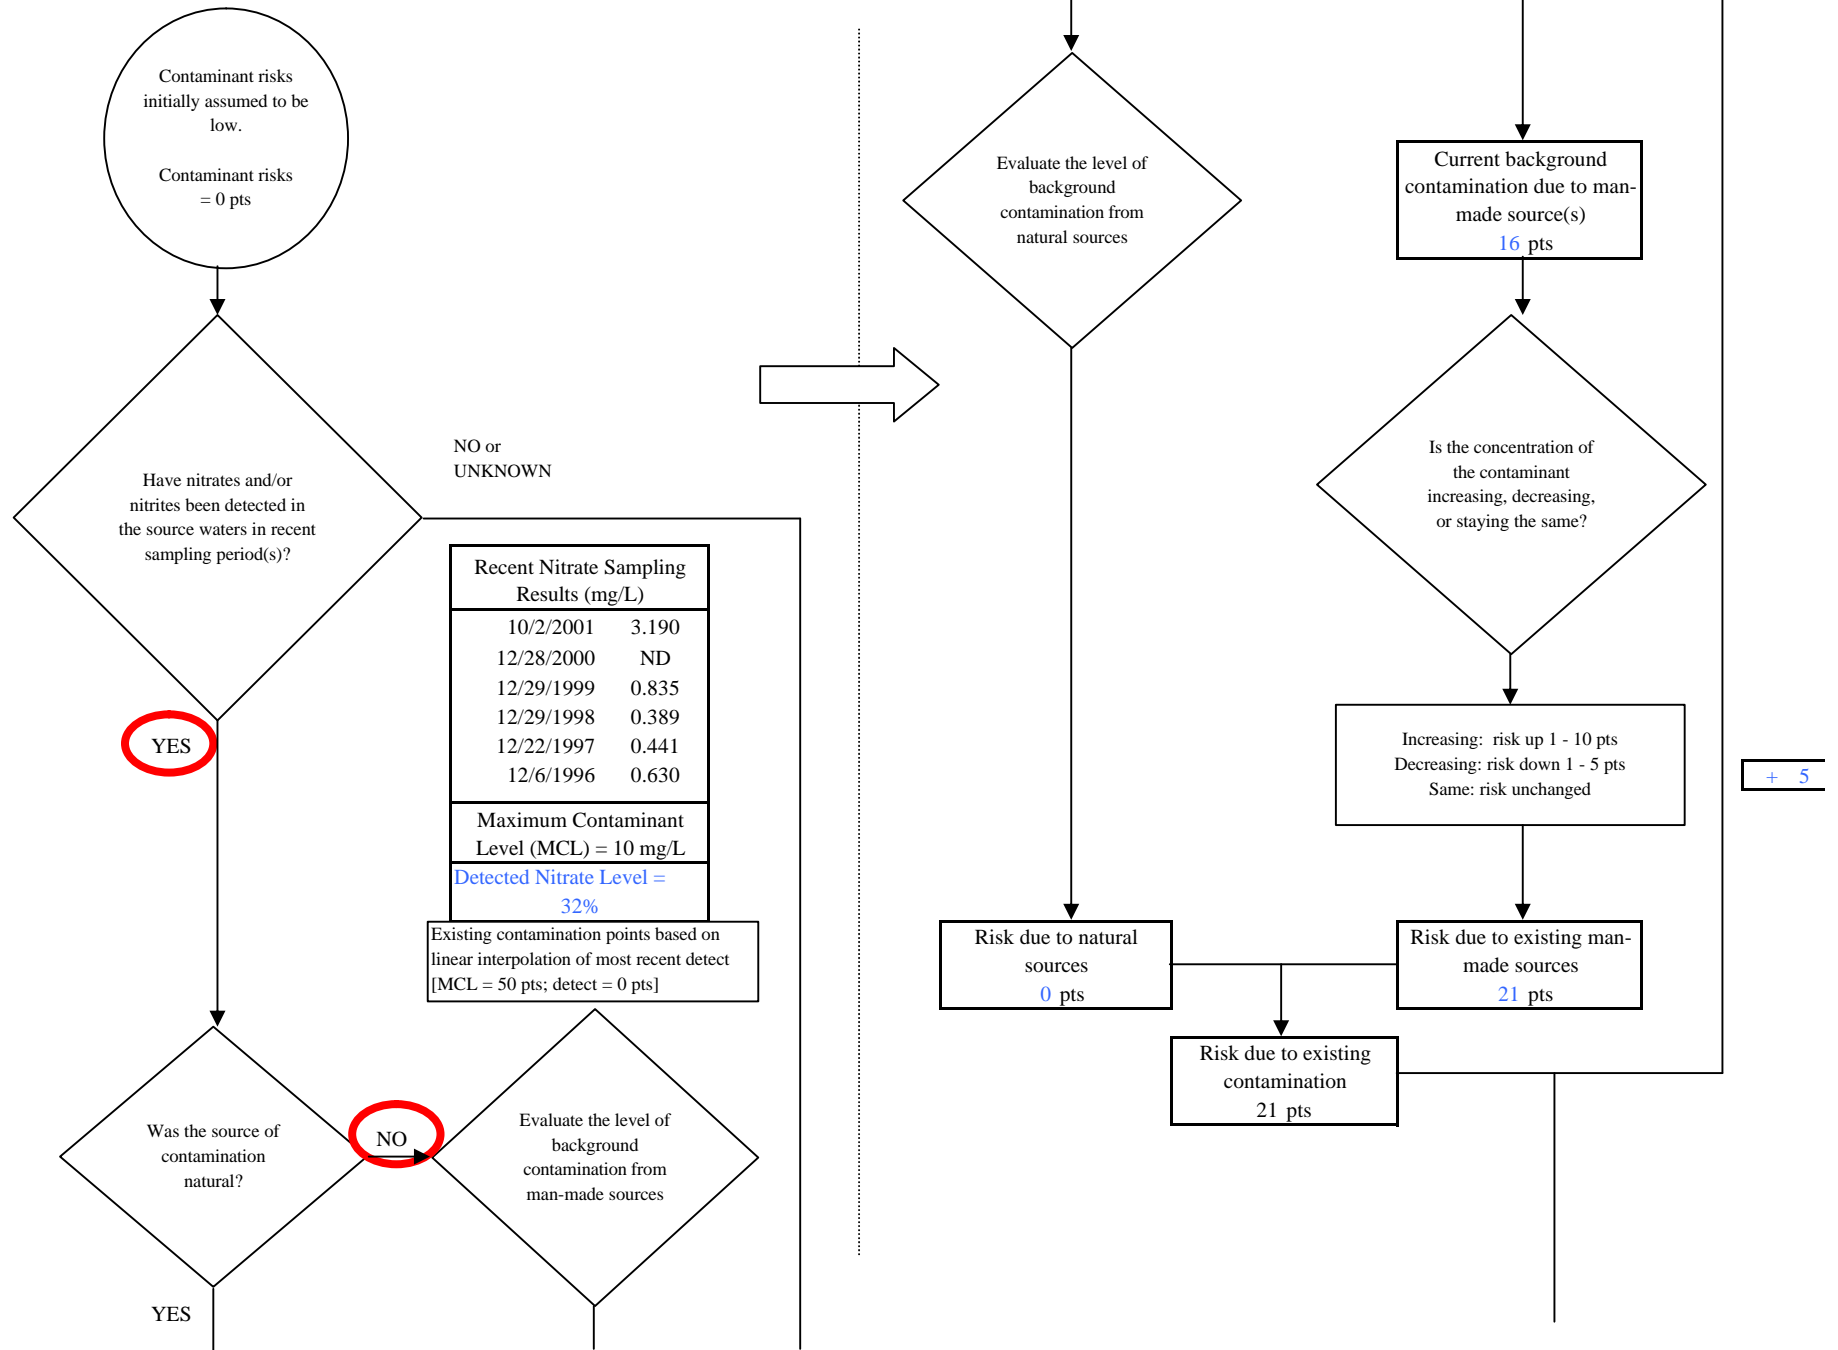 Contaminant risks
initially assumed to be
low.
Contaminant risks
= 0 pts
Have nitrates and/or
nitrites been detected in
the source waters in recent
sampling period(s)?
NO or
UNKNOWN
YES
Recent Nitrate Sampling
Results (mg/L)
10/2/2001 3.190
12/28/2000 ND
12/29/1999 0.835
12/29/1998 0.389
12/22/1997 0.441
12/6/1996 0.630
Maximum Contaminant
Level (MCL) = 10 mg/L
Detected Nitrate Level =
32%
Existing contamination points based on
linear interpolation of most recent detect
[MCL = 50 pts; detect = 0 pts]
Was the source of
contamination
natural?
NO
Evaluate the level of
background
contamination from
man-made sources
YES
Evaluate the level of
background
contamination from
natural sources
Current background
contamination due to man-
made source(s)
16 pts
Is the concentration of
the contaminant
increasing, decreasing,
or staying the same?
Increasing: risk up 1 - 10 pts
Decreasing: risk down 1 - 5 pts
Same: risk unchanged
+ 5
Risk due to natural
sources
0 pts
Risk due to existing man-
made sources
21 pts
Risk due to existing
contamination
21 pts